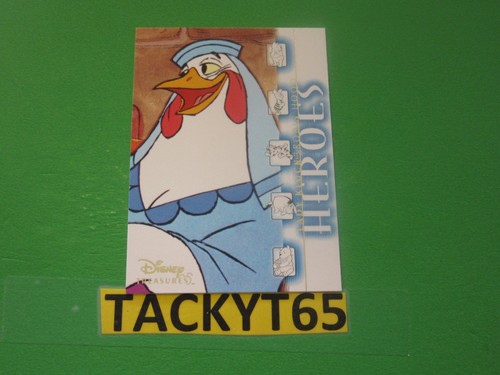 HEROES
Disney
TREASURES
TACKYT65